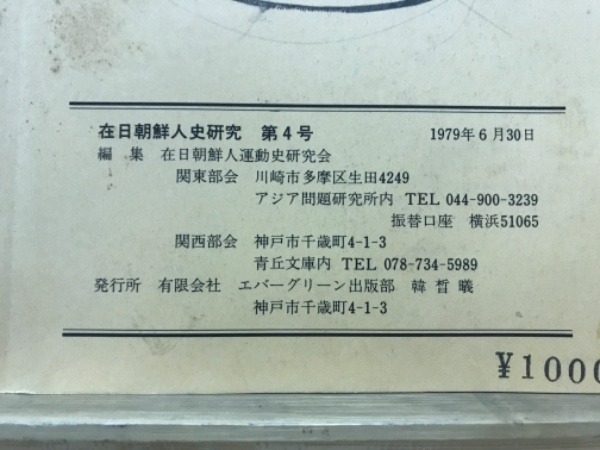 在日朝鮮人史研究 第4号 1979年6月30日
編 集 在日朝鮮人運動史研究会
関東部会 川崎市多摩区生田4249
アジア問題研究所内 TEL 044-900-3239
振替口座 横浜51065
関西部会 神戸市千歳町4-1-3
青丘文庫内 TEL 078-734-5989
発行所 有限会社 エバーグリーン出版部 韓 晳 曦
神戸市千歳町4-1-3
¥1000